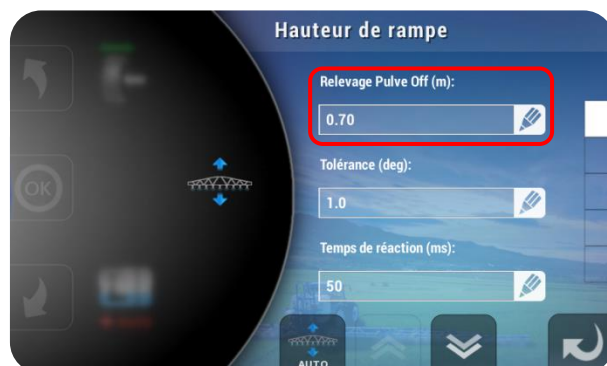 Hauteur de rampe
Relevage Pulve Off (m):
0.70
Tolérance (deg):
1.0
OK
Temps de réaction (ms):
50
AUTO